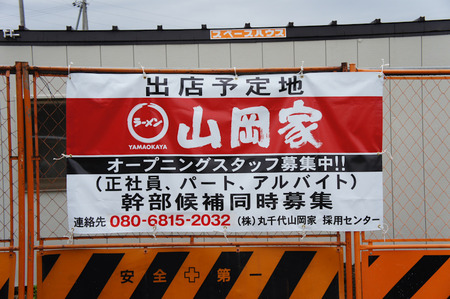 スペースハウス
出店予定地
ラーメン
YAMAOKAYA
山岡家
オープニングスタッフ募集中!!
(正社員、パート、アルバイト)
幹部候補同時募集
連絡先 080-6815-2032 (株)丸千代山岡家 採用センター
安全+第一